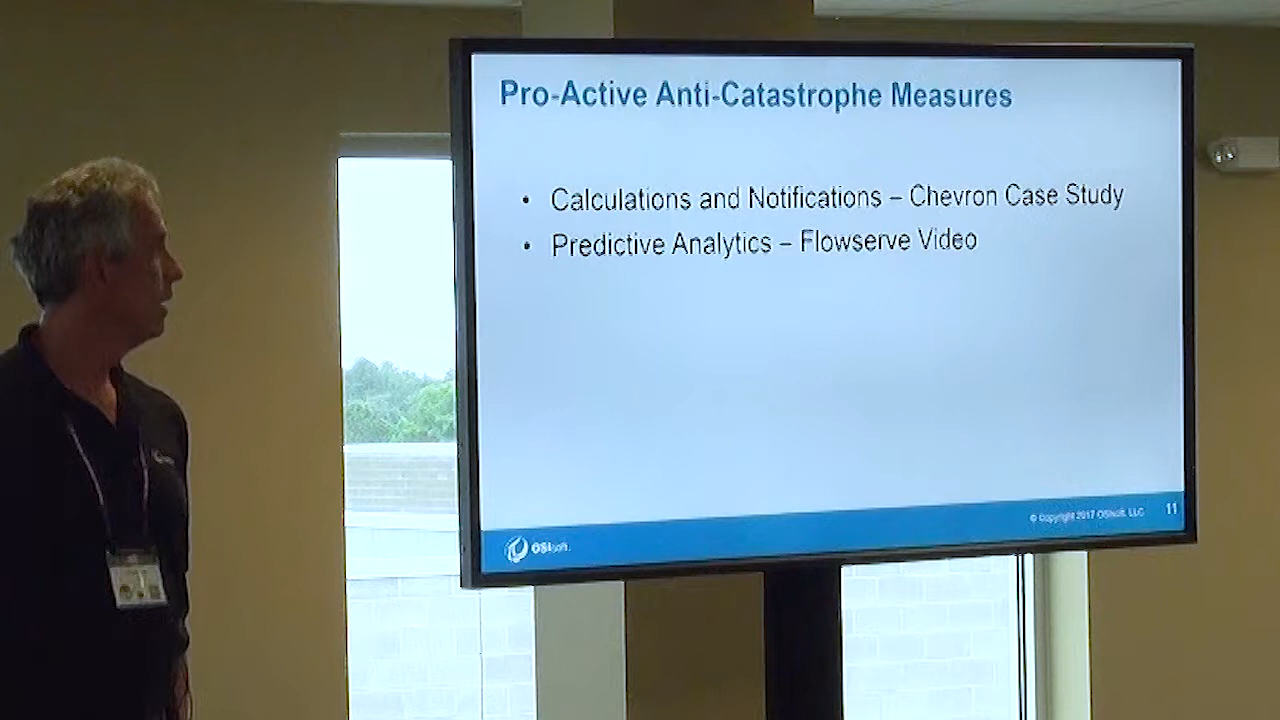 Pro-Active Anti-Catastrophe Measures
• Calculations and Notifications – Chevron Case Study
• Predictive Analytics – Flowserve Video
© Copyright 2017 OSIsoft, LLC
11
OSIsoft.